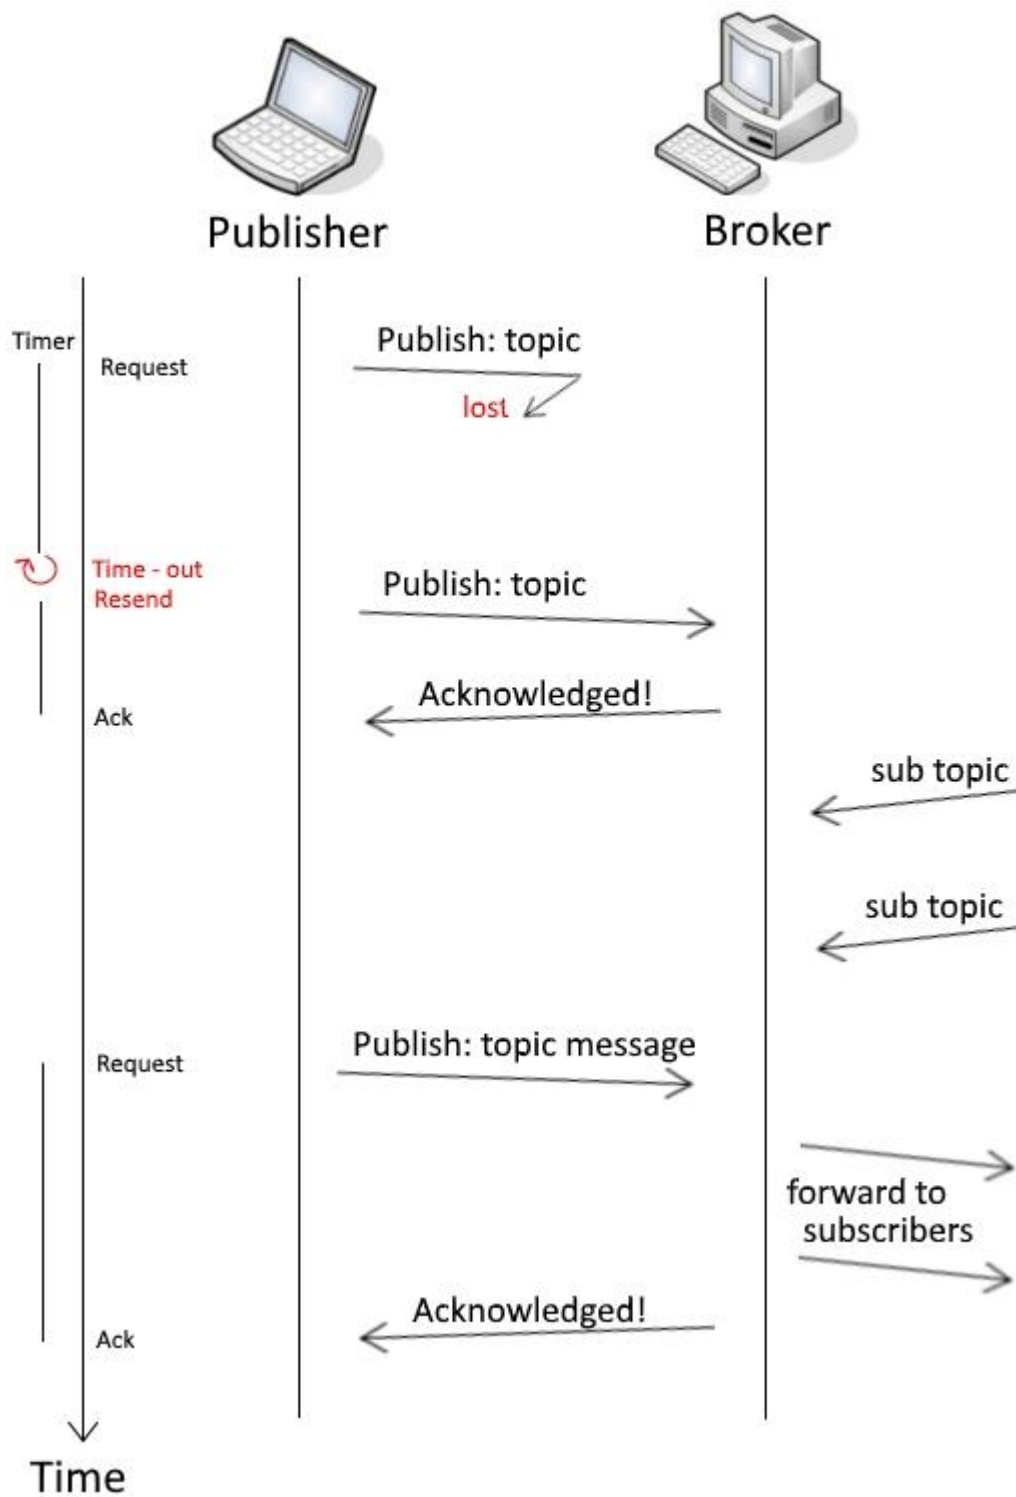 Publisher
Broker
Timer
Request
Publish: topic
lost
Time - out
Resend
Publish: topic
Acknowledged!
Ack
sub topic
sub topic
Request
Publish: topic message
forward to
subscribers
Acknowledged!
Ack
Time